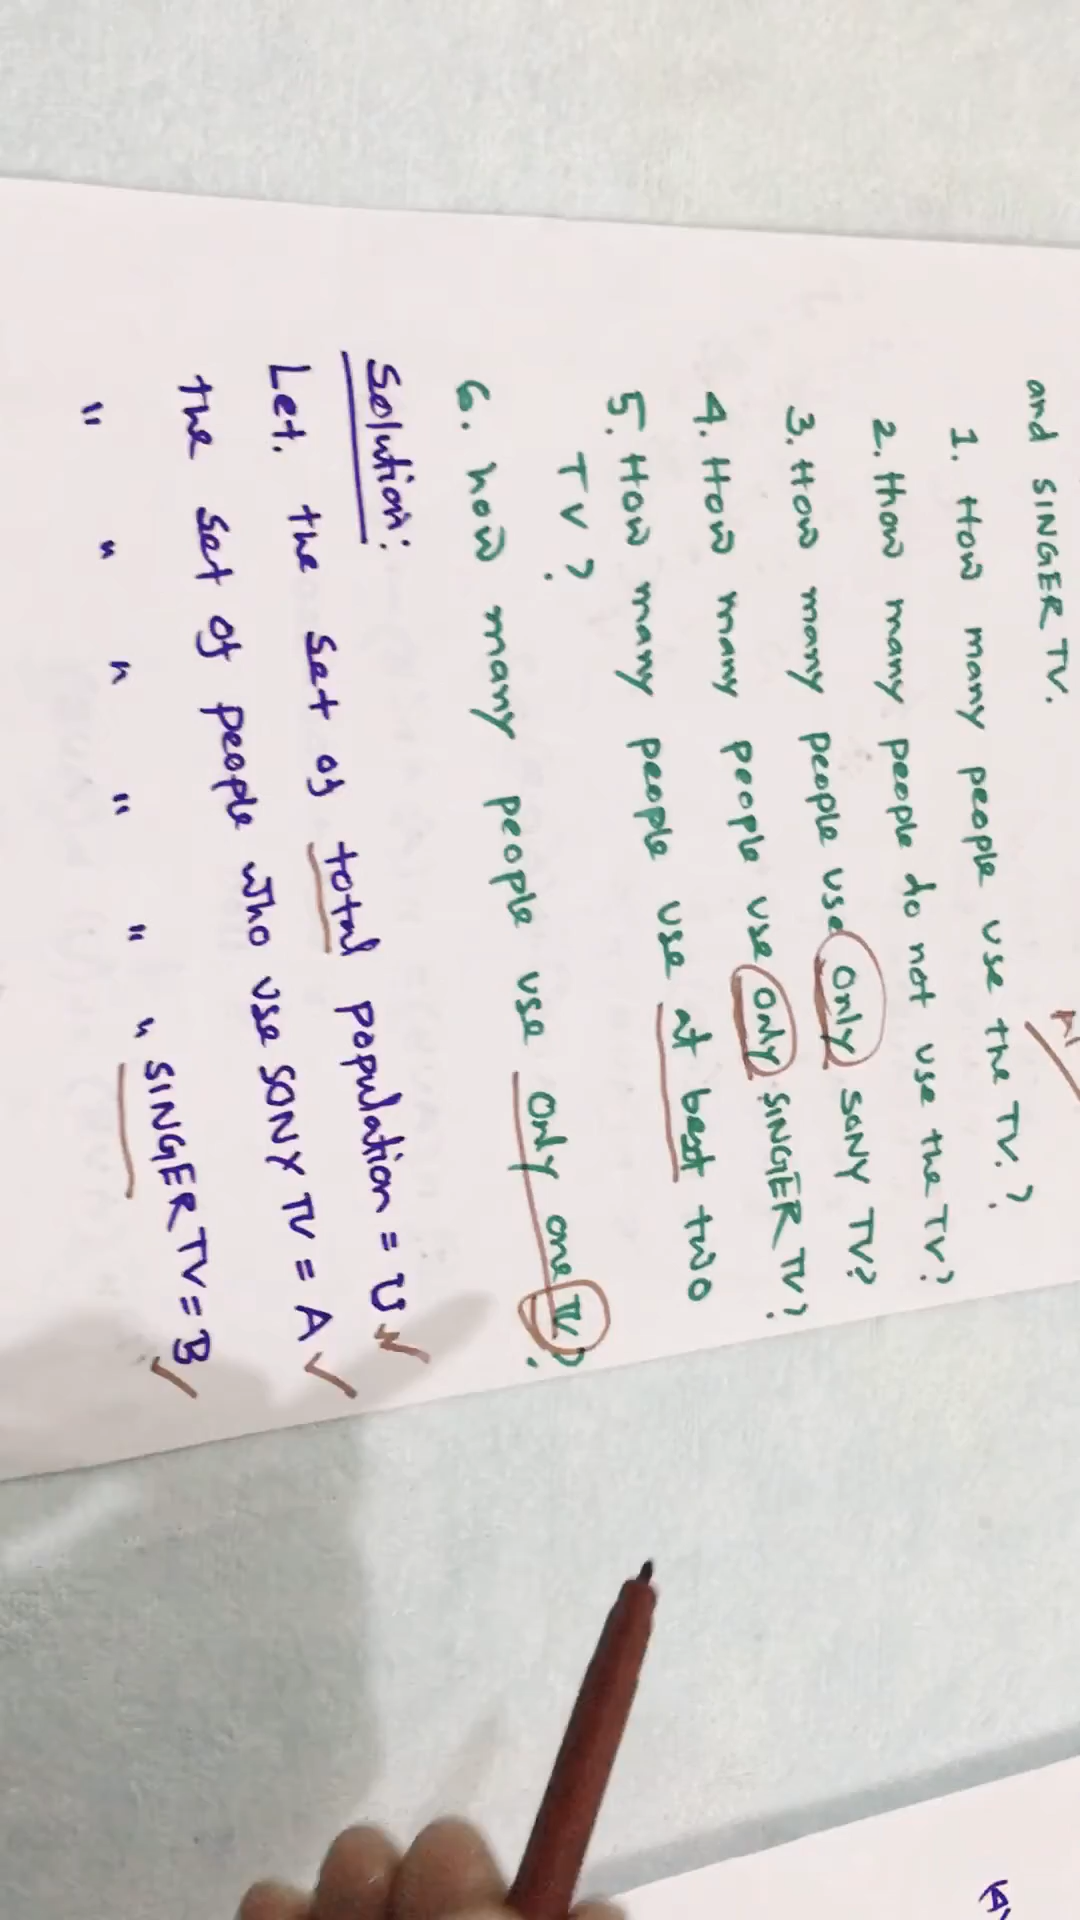 and SINGER TV.
1. How many people use the TV.?
2. Hhow many people do not use the TV?
3. How many people use only SONY TV?
4. How many people use only SINGER TV?
5. How many people use at best two
TV?
6. how many people use only one TV?
Solution:
Let. the set of total population = U
the set of people who use SONY TV = A
" " " " " " SINGER TV = B